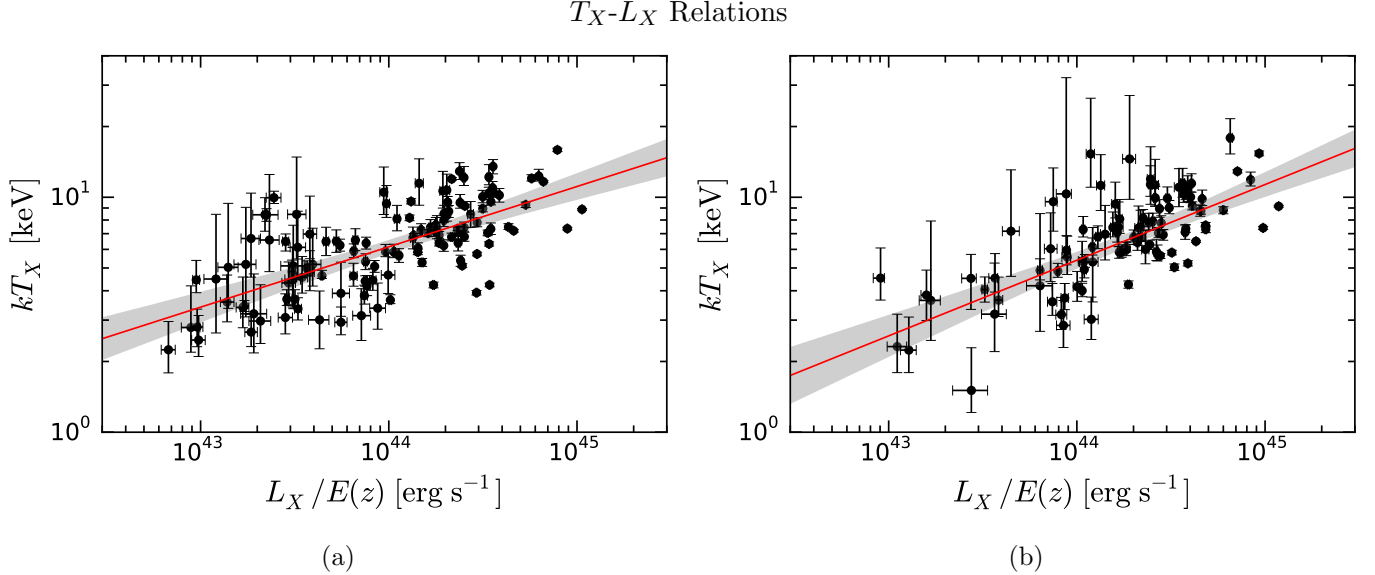 T_X-L_X Relations
kT_X [keV]
10^1
10^0
10^43 10^44 10^45
L_X/E(z) [erg s^−1]
(a)
kT_X [keV]
10^1
10^0
10^43 10^44 10^45
L_X/E(z) [erg s^−1]
(b)